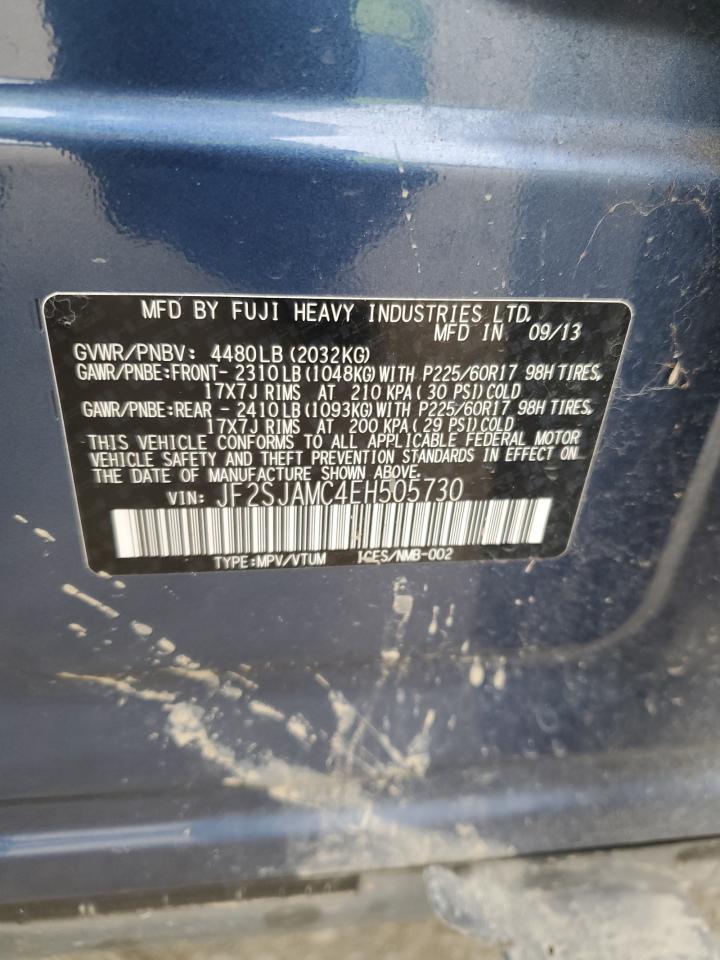 MFD BY FUJI HEAVY INDUSTRIES LTD.
MFD IN 09/13
GVWR/PNBV: 4480LB(2032KG)
GAWR/PNBE:FRONT- 2310LB(1048KG)WITH P225/60R17 98H TIRES,
17X7J RIMS AT 210 KPA(30 PSI)COLD
GAWR/PNBE:REAR - 2410LB(1093KG)WITH P225/60R17 98H TIRES,
17X7J RIMS AT 200 KPA(29 PSI)COLD
THIS VEHICLE CONFORMS TO ALL APPLICABLE FEDERAL MOTOR
VEHICLE SAFETY AND THEFT PREVENTION STANDARDS IN EFFECT ON
THE DATE OF MANUFACTURE SHOWN ABOVE.
VIN: JF2SJAMC4EH505730
TYPE:MPV/VTUM ICES/NMB-002